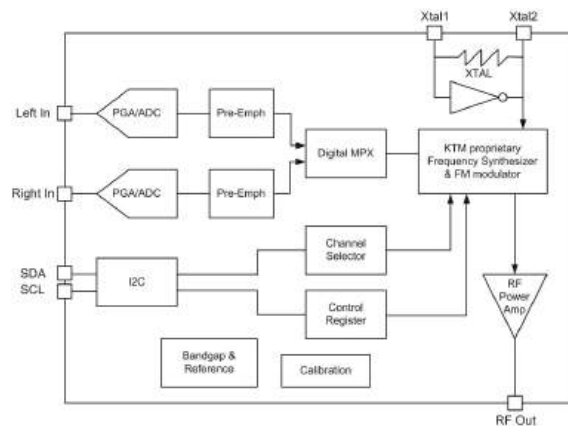 Xtal1
Xtal2
XTAL
Left In
PGA/ADC
Pre-Emph
Digital MPX
KTM proprietary
Frequency Synthesizer
& FM modulator
Right In
PGA/ADC
Pre-Emph
Channel
Selector
SDA
SCL
I2C
Control
Register
RF
Power
Amp
Bandgap &
Reference
Calibration
RF Out